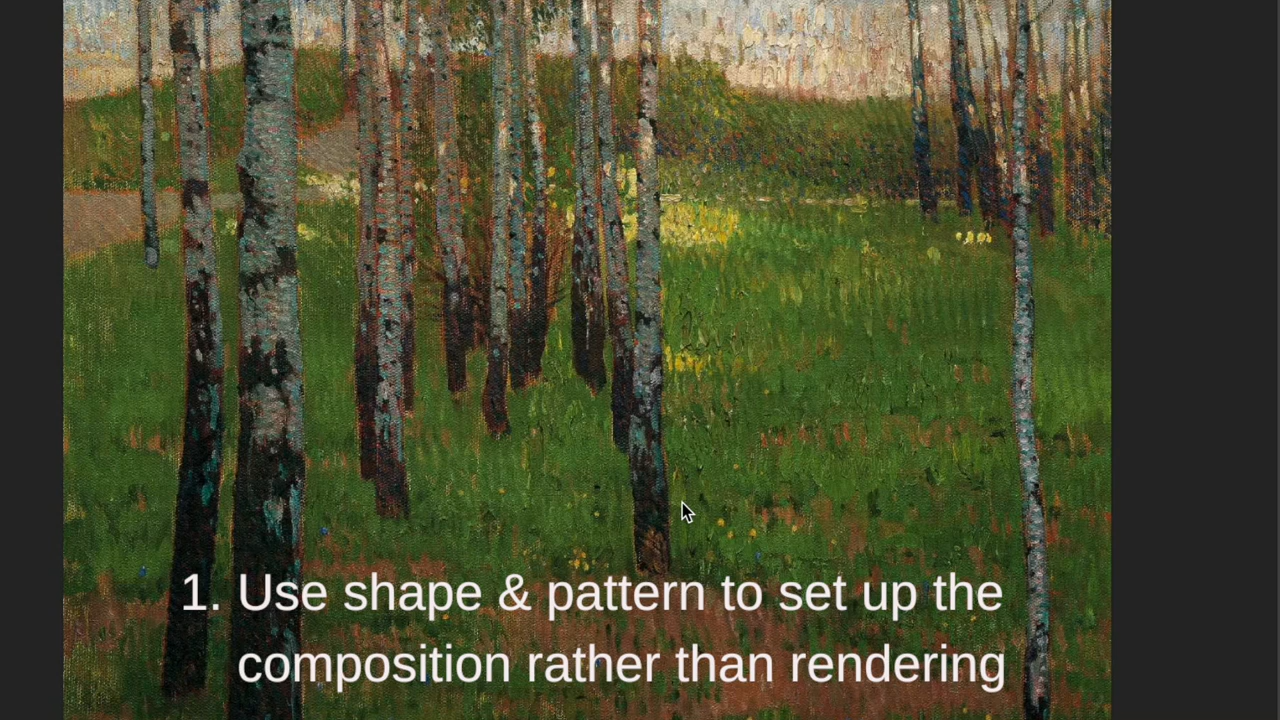 1. Use shape & pattern to set up the
composition rather than rendering